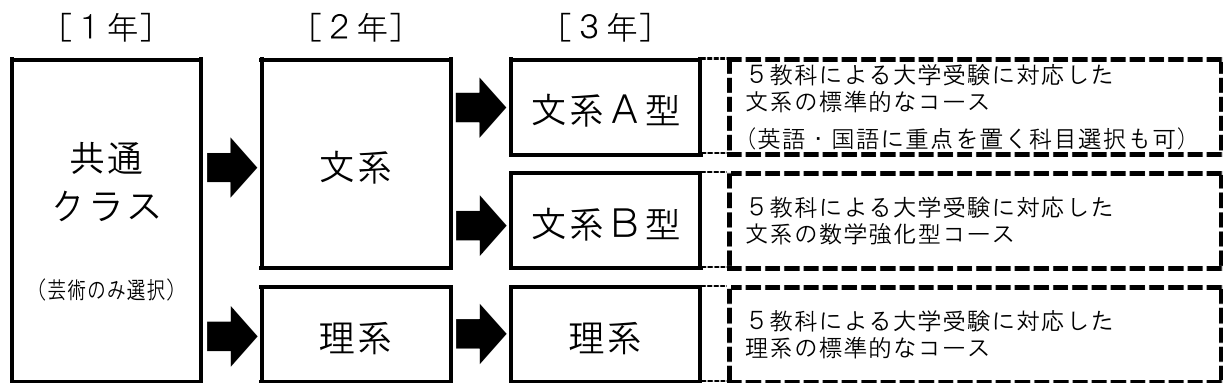 ［１年］
［２年］
［３年］
共通
クラス
（芸術のみ選択）
文系
理系
文系Ａ型
文系Ｂ型
理系
５教科による大学受験に対応した
文系の標準的なコース
（英語・国語に重点を置く科目選択も可）
５教科による大学受験に対応した
文系の数学強化型コース
５教科による大学受験に対応した
理系の標準的なコース